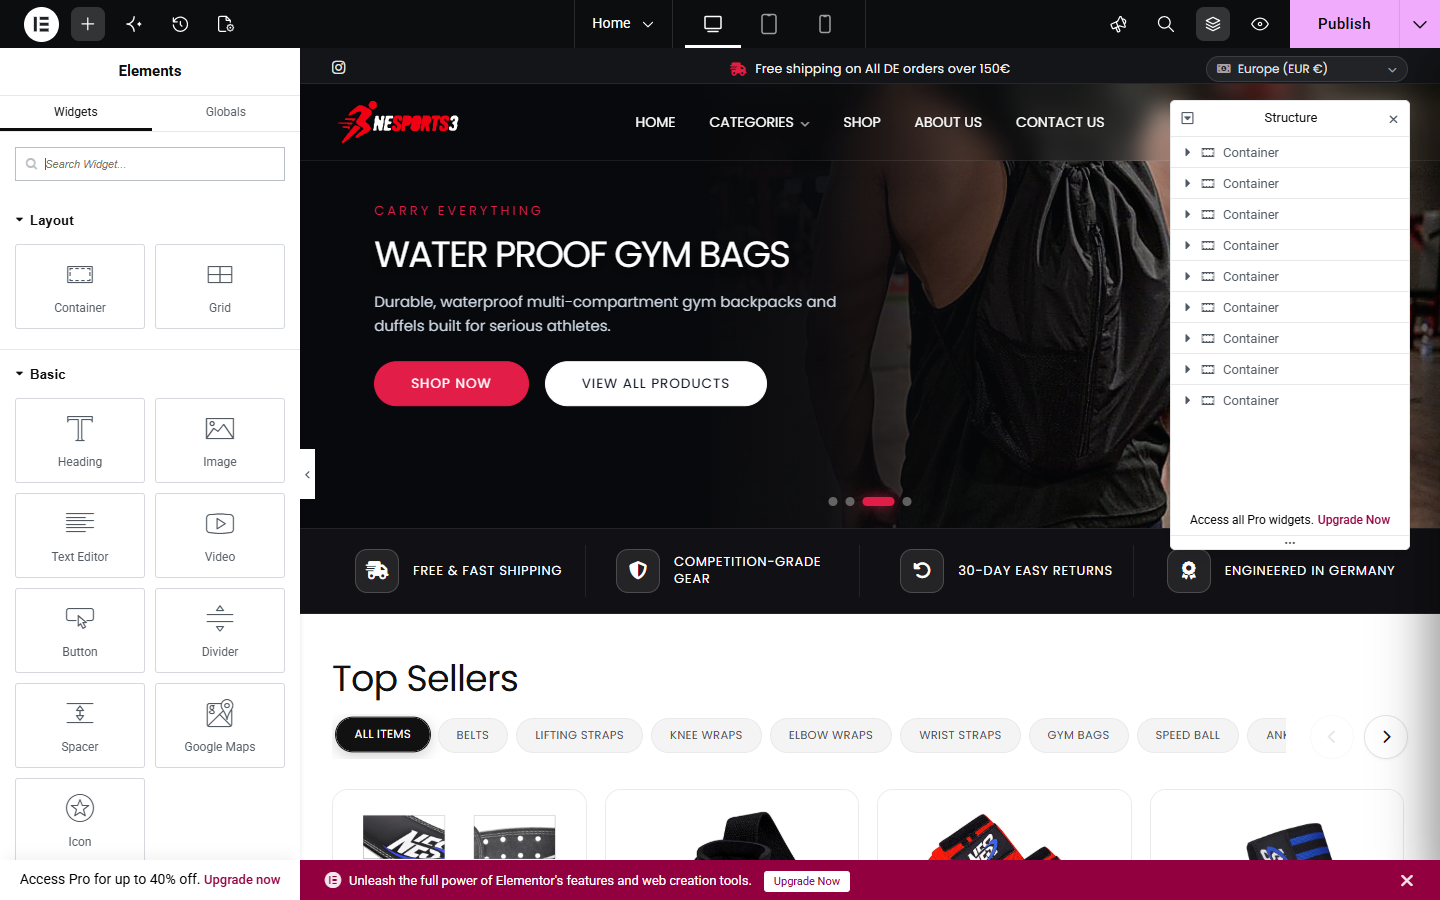 Home
Publish
Elements
Widgets
Globals
Search Widget...
Layout
Container
Grid
Basic
Heading
Image
Text Editor
Video
Button
Divider
Spacer
Google Maps
Icon
Access Pro for up to 40% off. Upgrade now
Free shipping on All DE orders over 150€
Europe (EUR €)
NESPORTS3
HOME
CATEGORIES
SHOP
ABOUT US
CONTACT US
CARRY EVERYTHING
WATER PROOF GYM BAGS
Durable, waterproof multi-compartment gym backpacks and
duffels built for serious athletes.
SHOP NOW
VIEW ALL PRODUCTS
Structure
Container
Container
Container
Container
Container
Container
Container
Container
Container
Access all Pro widgets. Upgrade Now
FREE & FAST SHIPPING
COMPETITION-GRADE
GEAR
30-DAY EASY RETURNS
ENGINEERED IN GERMANY
Top Sellers
ALL ITEMS
BELTS
LIFTING STRAPS
KNEE WRAPS
ELBOW WRAPS
WRIST STRAPS
GYM BAGS
SPEED BALL
ANK
Unleash the full power of Elementor's features and web creation tools.
Upgrade Now